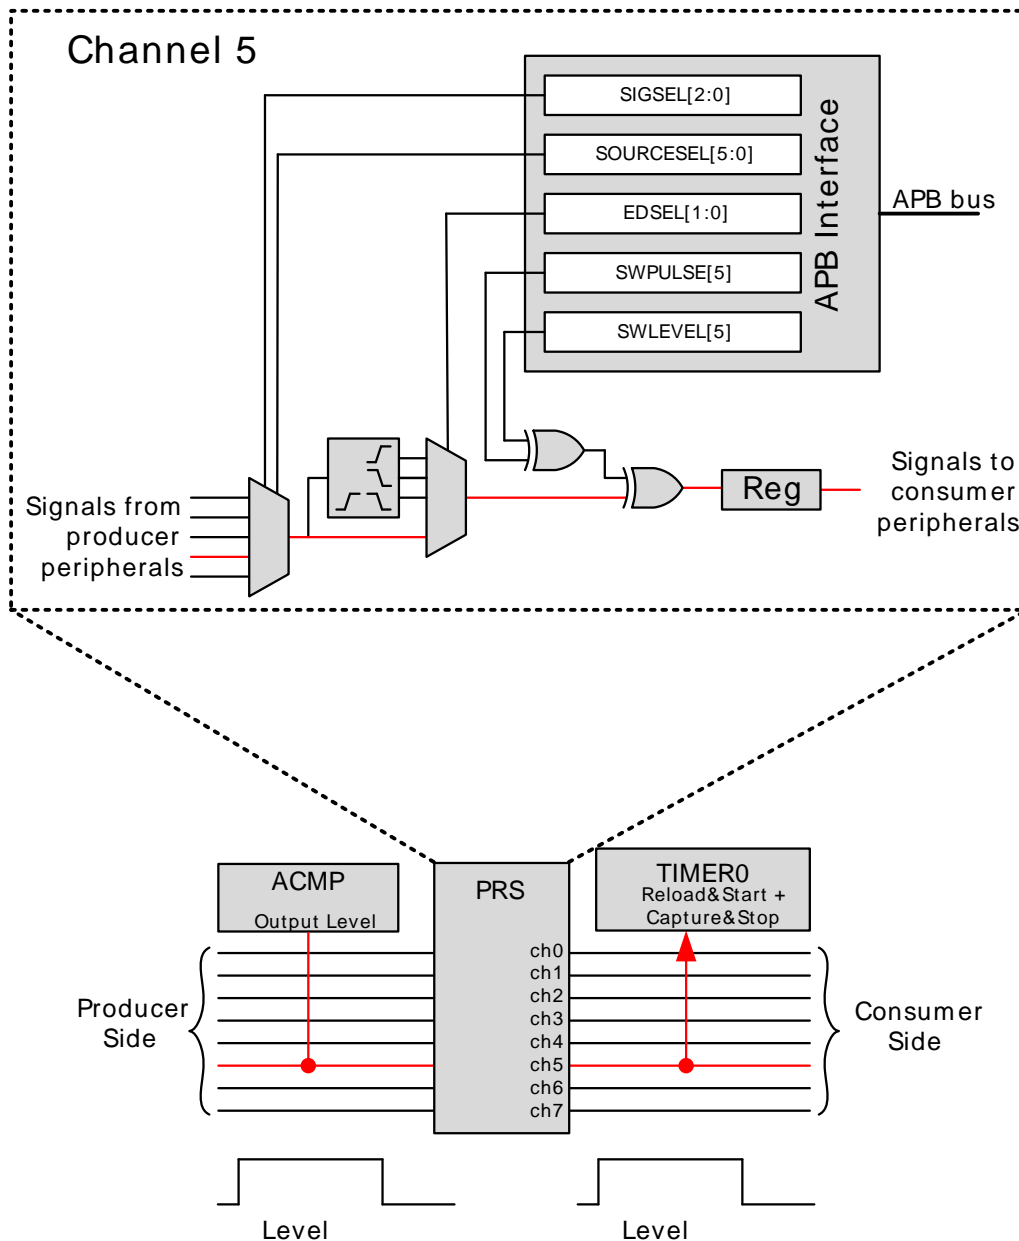 Channel 5
SIGSEL[2:0]
SOURCESEL[5:0]
EDSEL[1:0]
SWPULSE[5]
SWLEVEL[5]
APB Interface
APB bus
Signals from
producer
peripherals
Reg
Signals to
consumer
peripherals
ACMP
Output Level
PRS
TIMER0
Reload&Start +
Capture&Stop
ch0
ch1
ch2
ch3
ch4
ch5
ch6
ch7
Producer
Side
Consumer
Side
Level
Level